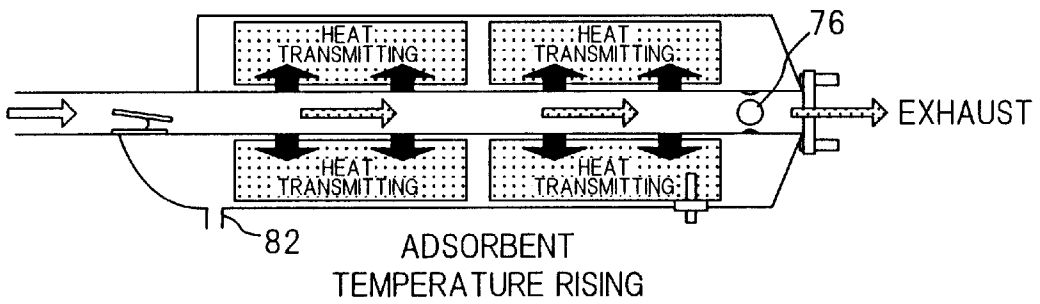 HEAT
TRANSMITTING
HEAT
TRANSMITTING
76
EXHAUST
HEAT
TRANSMITTING
HEAT
TRANSMITTING
82
ADSORBENT
TEMPERATURE RISING